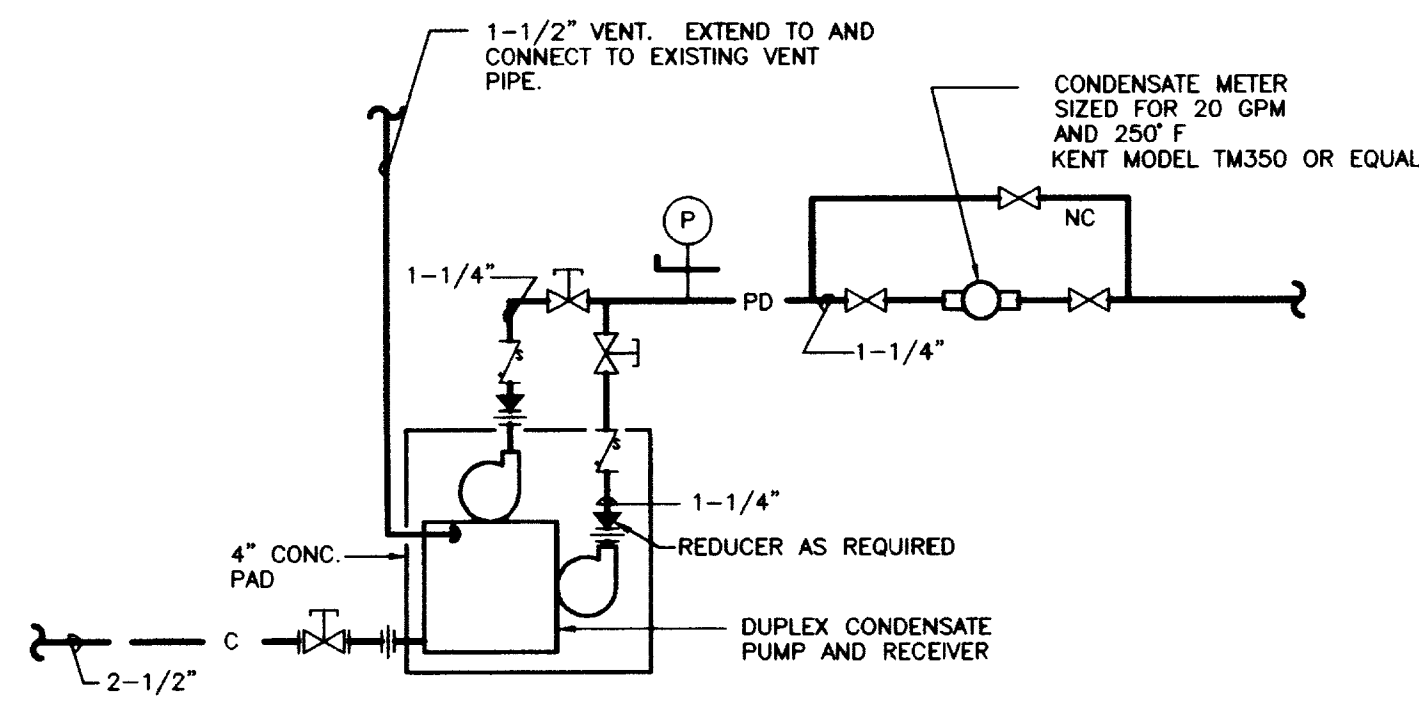 1-1/2" VENT. EXTEND TO AND
CONNECT TO EXISTING VENT
PIPE.
CONDENSATE METER
SIZED FOR 20 GPM
AND 250° F
KENT MODEL TM350 OR EQUAL
P
NC
1-1/4"
PD
1-1/4"
1-1/4"
REDUCER AS REQUIRED
4" CONC.
PAD
C
DUPLEX CONDENSATE
PUMP AND RECEIVER
2-1/2"